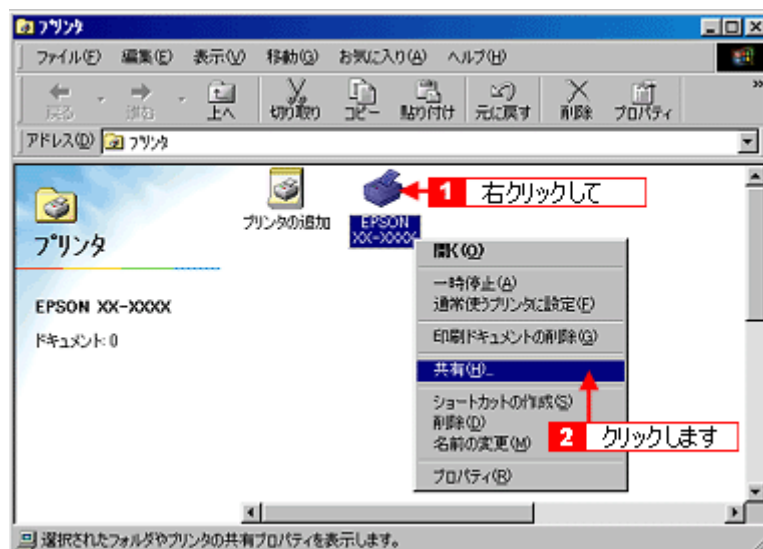 プリンタ
ファイル(F) 編集(E) 表示(V) 移動(G) お気に入り(A) ヘルプ(H)
戻る 進む 上へ 切り取り コピー 貼り付け 元に戻す 削除 プロパティ
アドレス(D) プリンタ
プリンタ
EPSON XX-XXXX
ドキュメント: 0
プリンタの追加
EPSON
XX-XXXX
1 右クリックして
開く(O)
一時停止(A)
通常使うプリンタに設定(F)
印刷ドキュメントの削除(G)
共有(H)...
ショートカットの作成(S)
削除(D)
名前の変更(M)
2 クリックします
プロパティ(R)
選択されたフォルダやプリンタの共有プロパティを表示します。